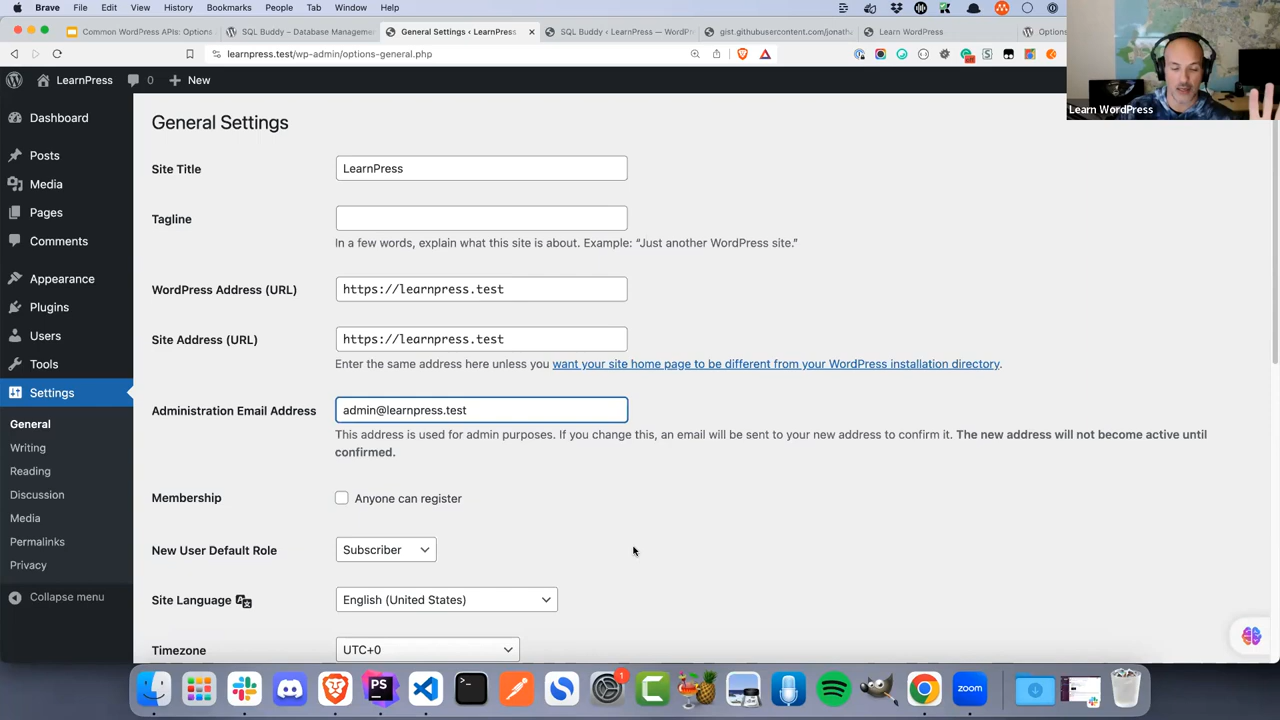 Brave File Edit View History Bookmarks People Tab Window Help
Common WordPress APIs: Options
SQL Buddy – Database Management
General Settings ‹ LearnPress —
SQL Buddy ‹ LearnPress — WordPr
gist.githubusercontent.com/jonath
Learn WordPress
Options
learnpress.test/wp-admin/options-general.php
LearnPress 0 New
Learn WordPress
Dashboard
Posts
Media
Pages
Comments
Appearance
Plugins
Users
Tools
Settings
General
Writing
Reading
Discussion
Media
Permalinks
Privacy
Collapse menu
General Settings
Site Title LearnPress
Tagline
In a few words, explain what this site is about. Example: “Just another WordPress site.”
WordPress Address (URL) https://learnpress.test
Site Address (URL) https://learnpress.test
Enter the same address here unless you want your site home page to be different from your WordPress installation directory.
Administration Email Address admin@learnpress.test
This address is used for admin purposes. If you change this, an email will be sent to your new address to confirm it. The new address will not become active until
confirmed.
Membership Anyone can register
New User Default Role Subscriber
Site Language English (United States)
Timezone UTC+0
PS
1
zoom